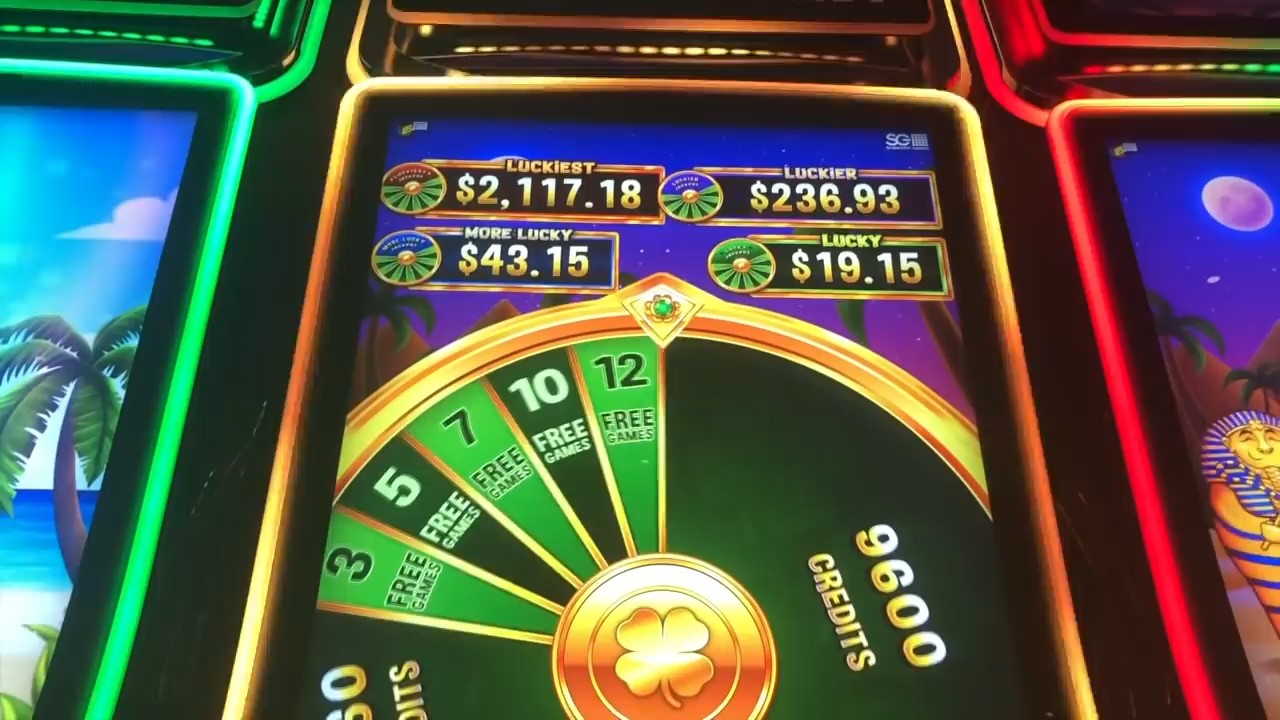 SG
LUCKiEST
$2,117.18
LUCKiER
$236.93
MORE LUCKY
$43.15
LUCKY
$19.15
12
FREE
GAMES
10
FREE
GAMES
7
FREE
GAMES
5
FREE
GAMES
3
FREE
GAMES
9600
CREDITS